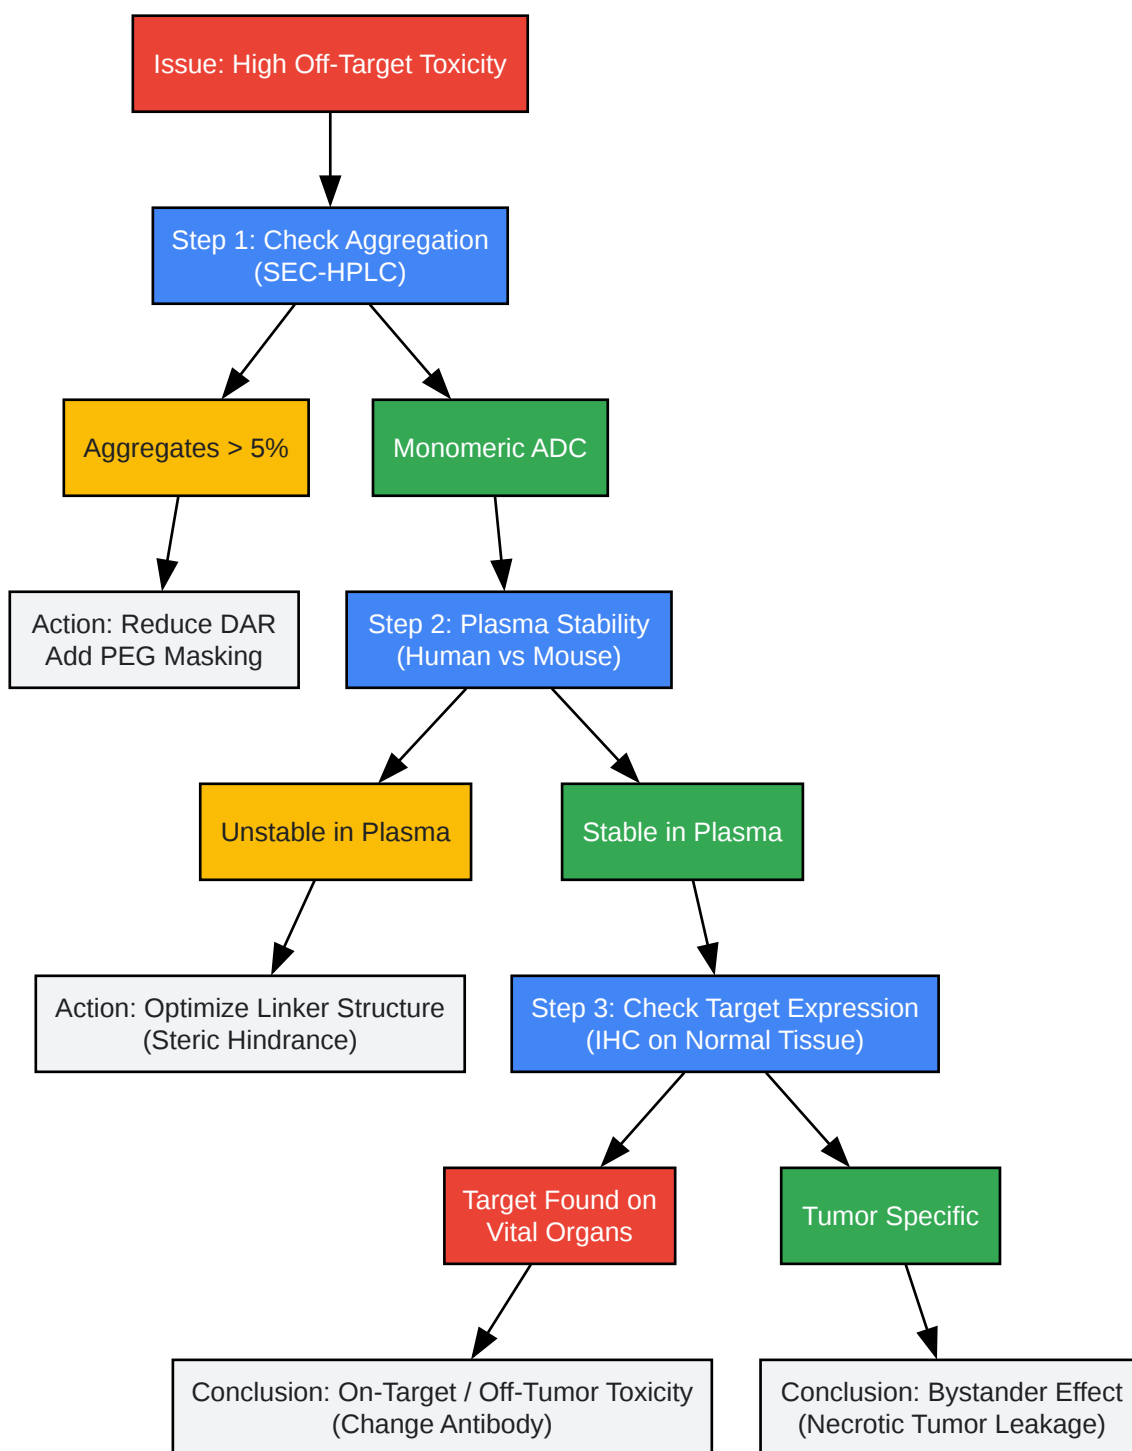 Issue: High Off-Target Toxicity
Step 1: Check Aggregation
(SEC-HPLC)
Aggregates > 5%
Monomeric ADC
Action: Reduce DAR
Add PEG Masking
Step 2: Plasma Stability
(Human vs Mouse)
Unstable in Plasma
Stable in Plasma
Action: Optimize Linker Structure
(Steric Hindrance)
Step 3: Check Target Expression
(IHC on Normal Tissue)
Target Found on
Vital Organs
Tumor Specific
Conclusion: On-Target / Off-Tumor Toxicity
(Change Antibody)
Conclusion: Bystander Effect
(Necrotic Tumor Leakage)